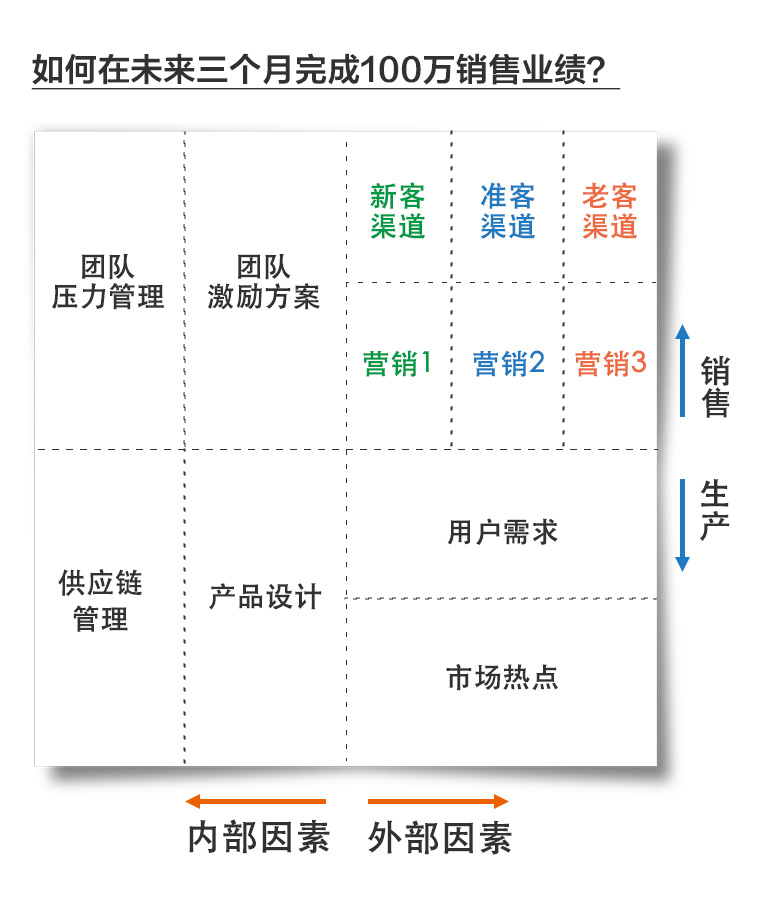 如何在未来三个月完成100万销售业绩?
团队
压力管理
团队
激励方案
新客
渠道
准客
渠道
老客
渠道
营销1
营销2
营销3
销售
生产
供应链
管理
产品设计
用户需求
市场热点
内部因素
外部因素